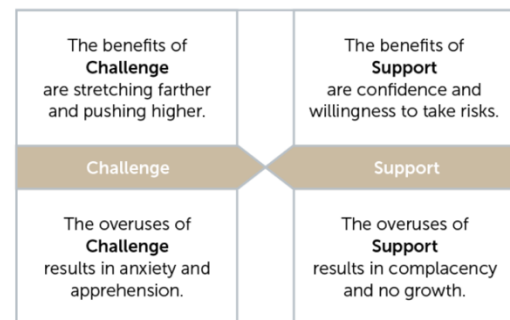 The benefits of
Challenge
are stretching farther
and pushing higher.
The benefits of
Support
are confidence and
willingness to take risks.
Challenge
Support
The overuses of
Challenge
results in anxiety and
apprehension.
The overuses of
Support
results in complacency
and no growth.